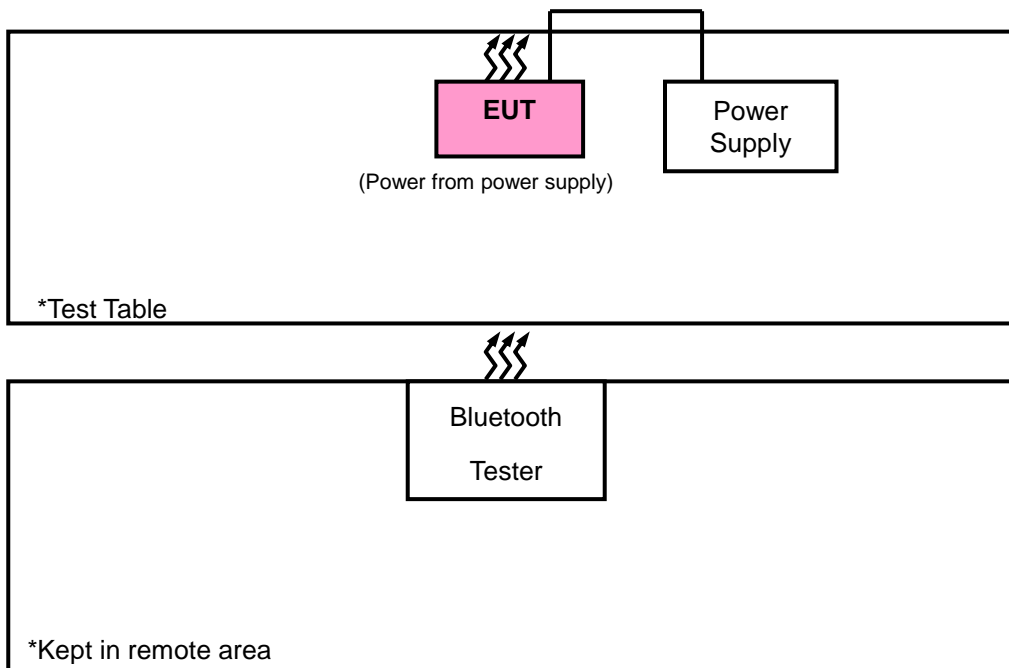 EUT
Power
Supply
(Power from power supply)
*Test Table
Bluetooth
Tester
*Kept in remote area